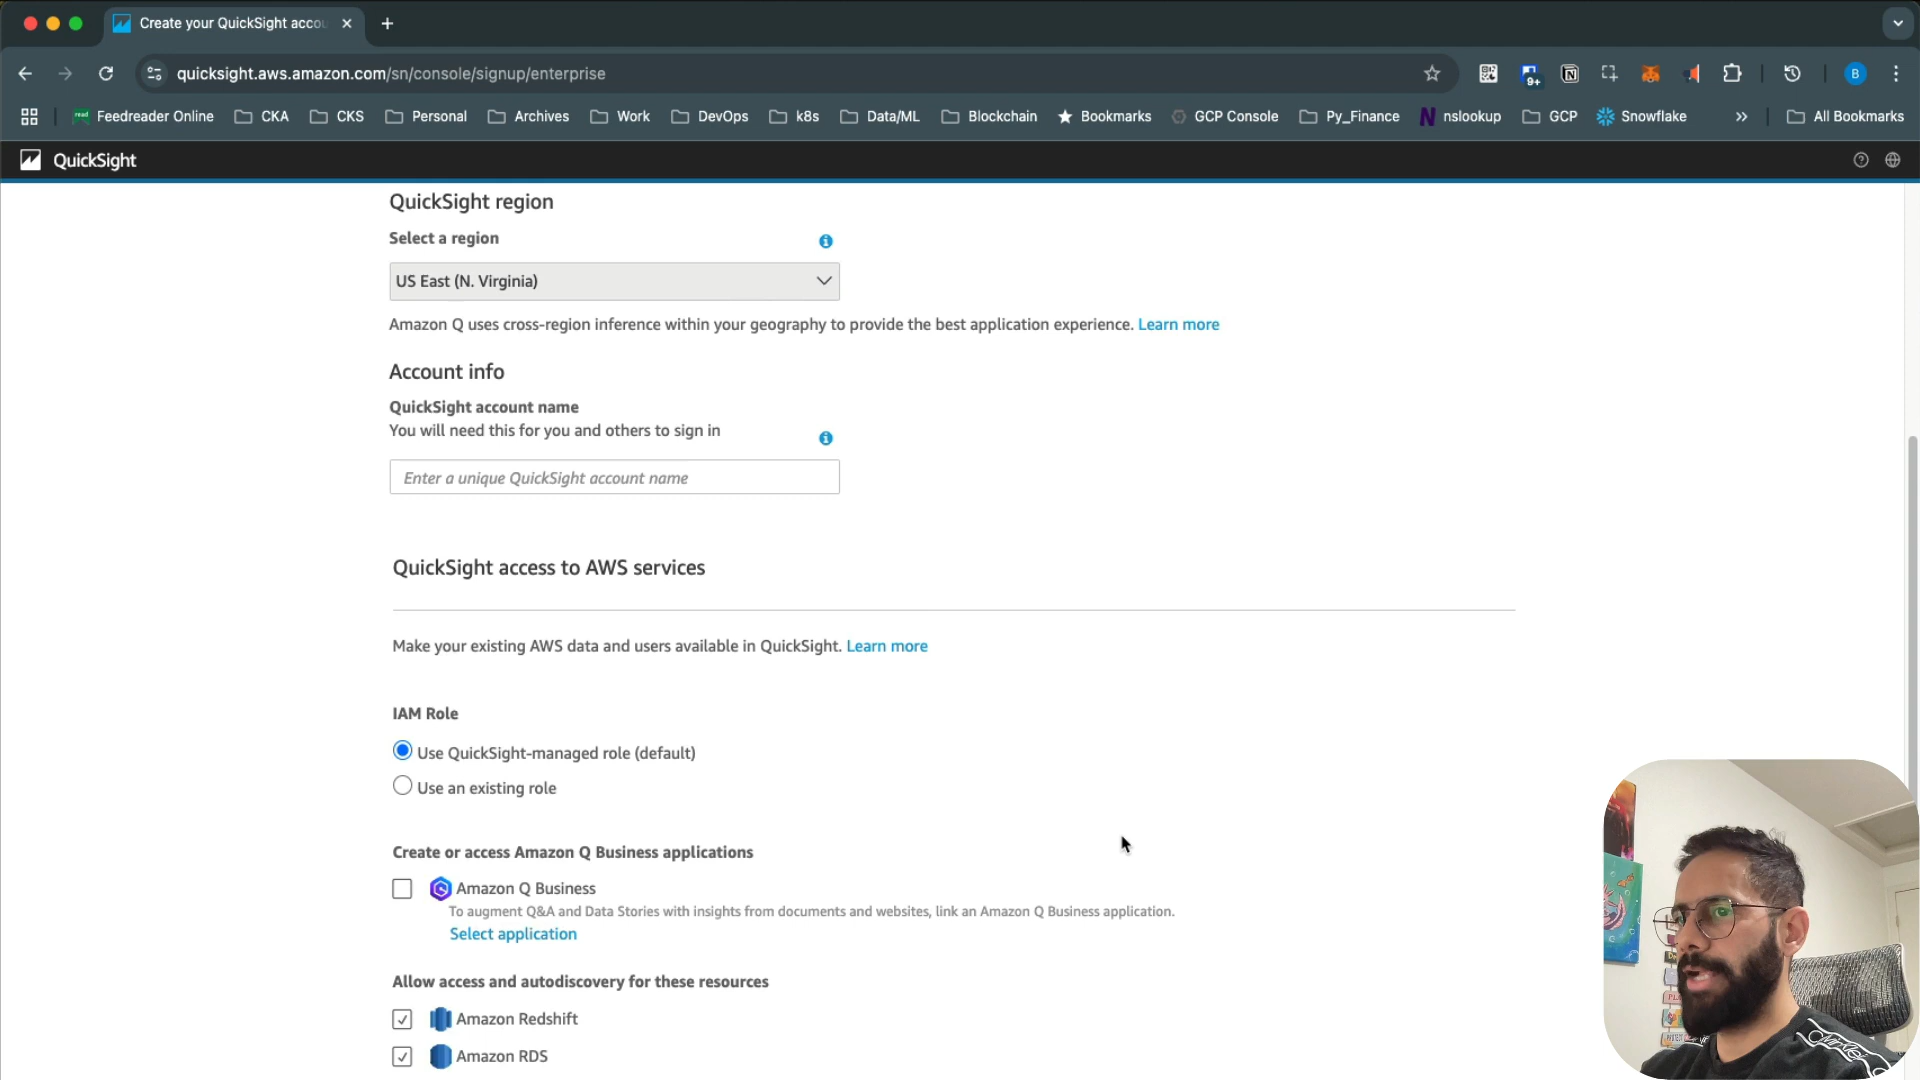 Create your QuickSight acco
quicksight.aws.amazon.com/sn/console/signup/enterprise
9+
B
read Feedreader Online CKA CKS Personal Archives Work DevOps k8s Data/ML Blockchain Bookmarks GCP Console Py_Finance N nslookup GCP Snowflake All Bookmarks
QuickSight
QuickSight region
Select a region
US East (N. Virginia)
Amazon Q uses cross-region inference within your geography to provide the best application experience. Learn more
Account info
QuickSight account name
You will need this for you and others to sign in
Enter a unique QuickSight account name
QuickSight access to AWS services
Make your existing AWS data and users available in QuickSight. Learn more
IAM Role
Use QuickSight-managed role (default)
Use an existing role
Create or access Amazon Q Business applications
Amazon Q Business
To augment Q&A and Data Stories with insights from documents and websites, link an Amazon Q Business application.
Select application
Allow access and autodiscovery for these resources
Amazon Redshift
Amazon RDS